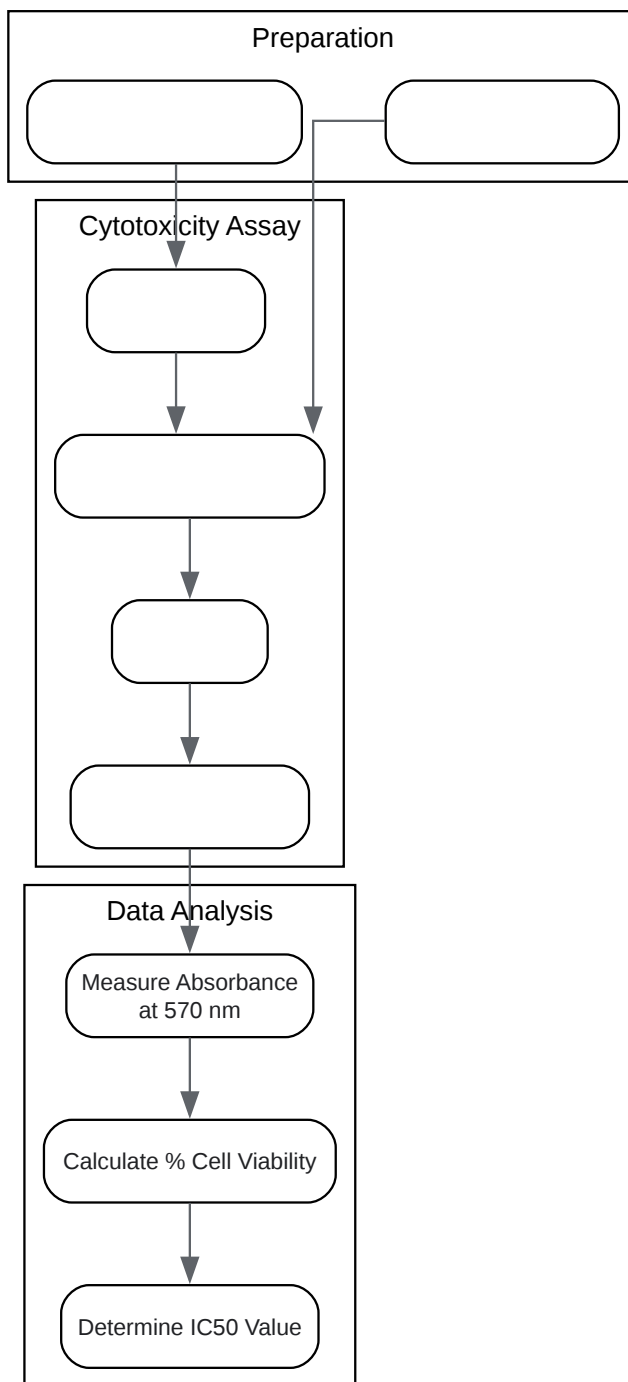 Preparation
Cytotoxicity Assay
Data Analysis
Measure Absorbance
at 570 nm
Calculate % Cell Viability
Determine IC50 Value